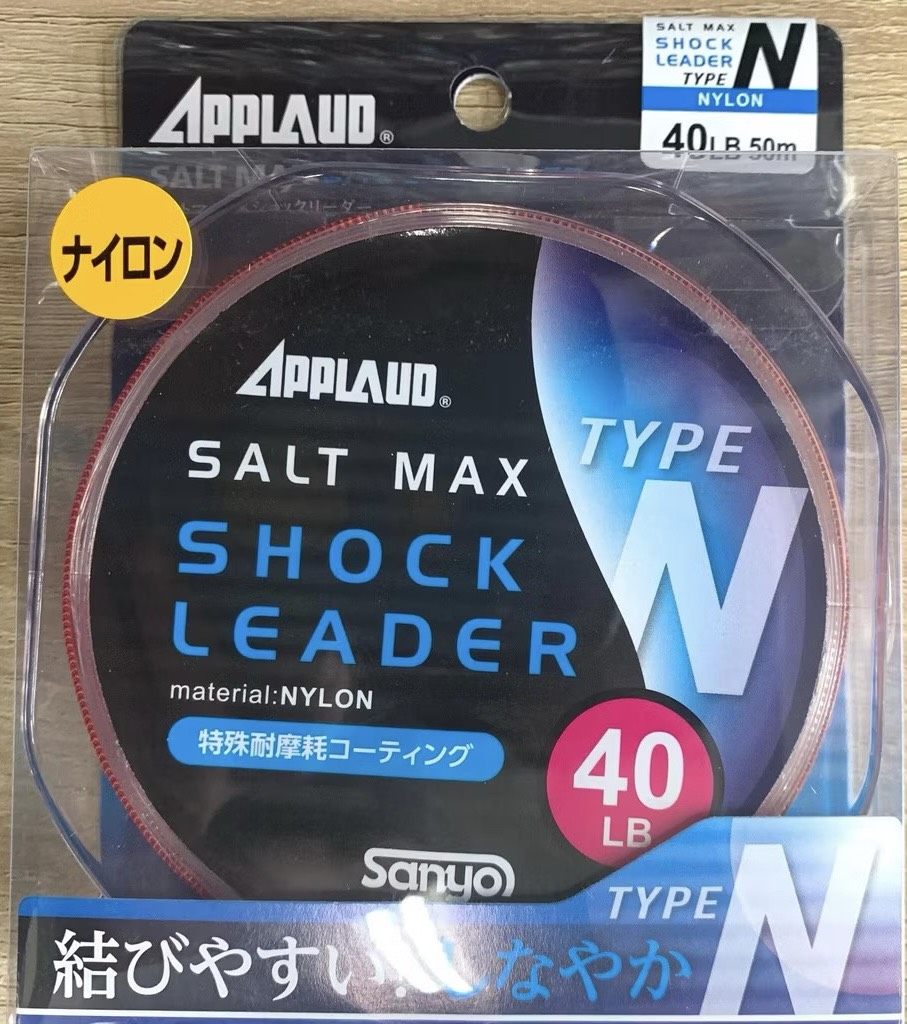 SALT MAX
SHOCK
LEADER
TYPE N
NYLON
40LB 50m
APPLAUD®
SALT MAX
ナイロン
APPLAUD®
SALT MAX
SHOCK
LEADER
TYPE
N
material:NYLON
特殊耐摩耗コーティング
40
LB
Sanyo
TYPE N
結びやすい!しなやか